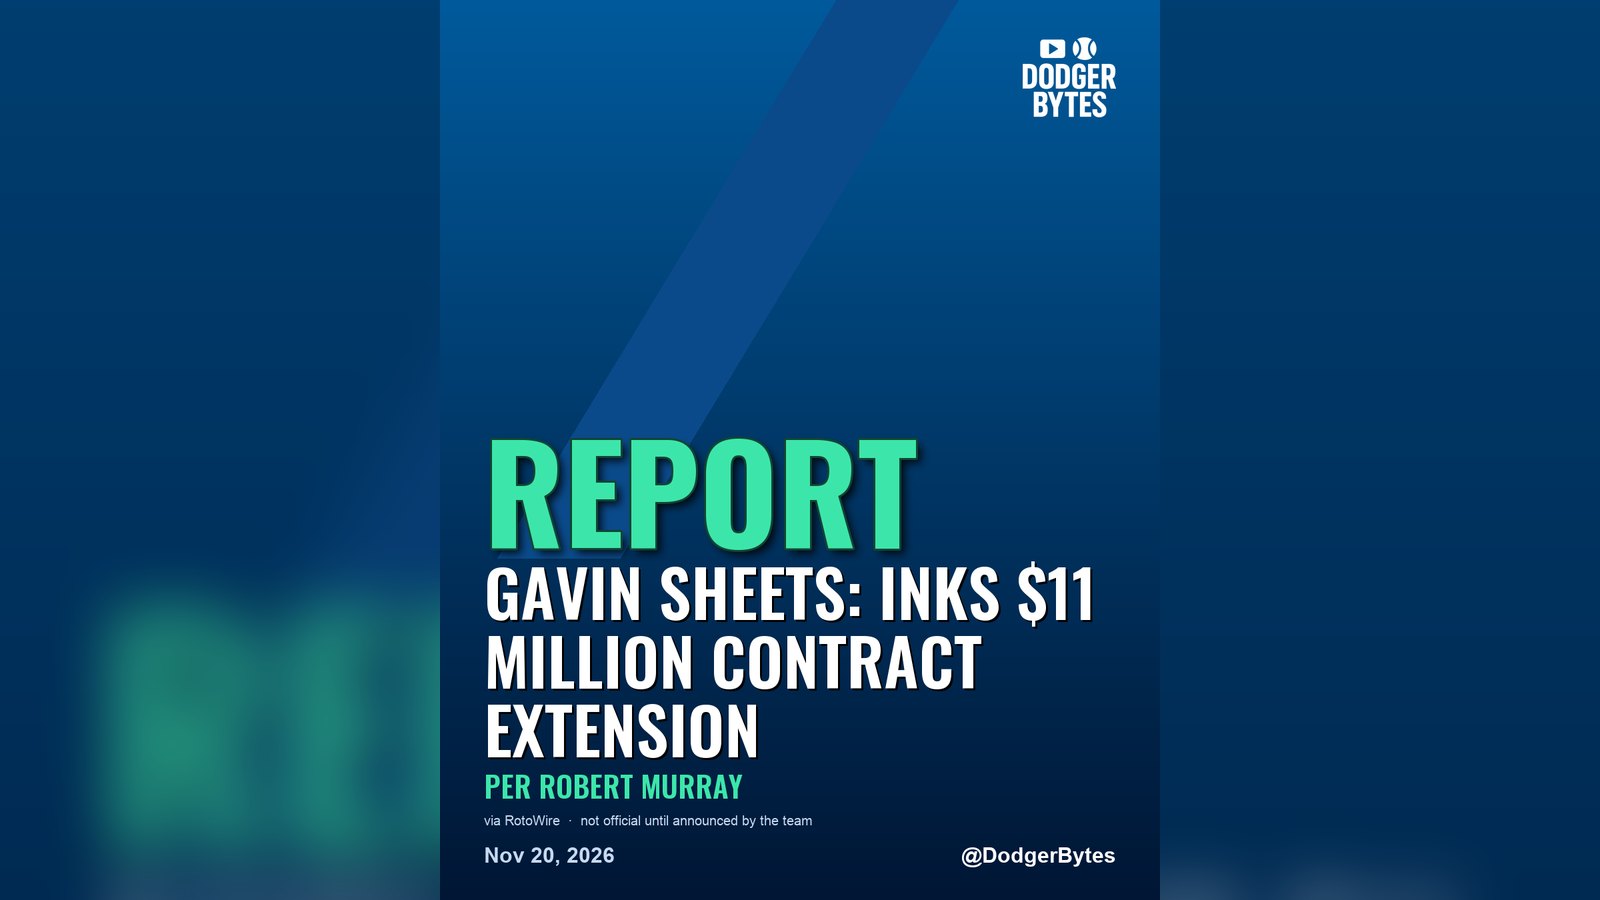 DODGER
BYTES
REPORT
GAVIN SHEETS: INKS $11
MILLION CONTRACT
EXTENSION
PER ROBERT MURRAY
via RotoWire · not official until announced by the team
Nov 20, 2026
@DodgerBytes